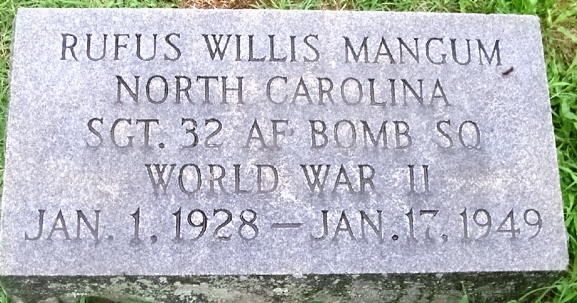 RUFUS WILLIS MANGUM
NORTH CAROLINA
SGT. 32 AF BOMB SQ
WORLD WAR II
JAN. 1, 1928 — JAN. 17, 1949